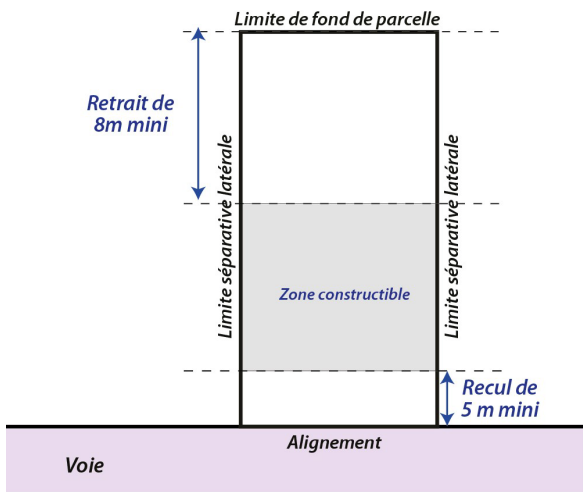 Limite de fond de parcelle
Retrait de
8m mini
Limite séparative latérale
Limite séparative latérale
Zone constructible
Recul de
5 m mini
Alignement
Voie